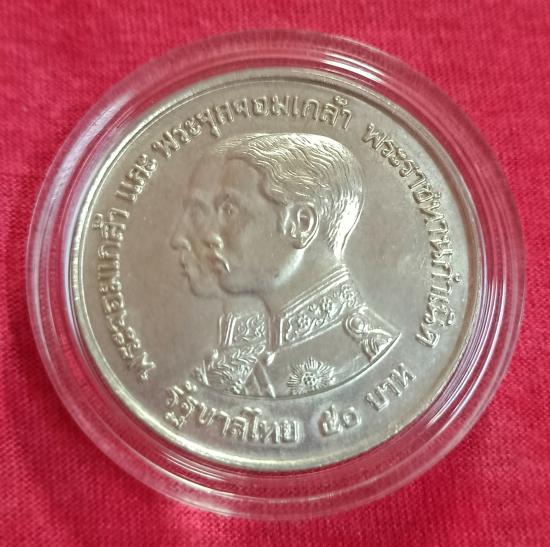 พระจอมเกล้า และ พระจุลจอมเกล้า พระราชทานกำเนิด
รัฐบาลไทย ๕๐ บาท